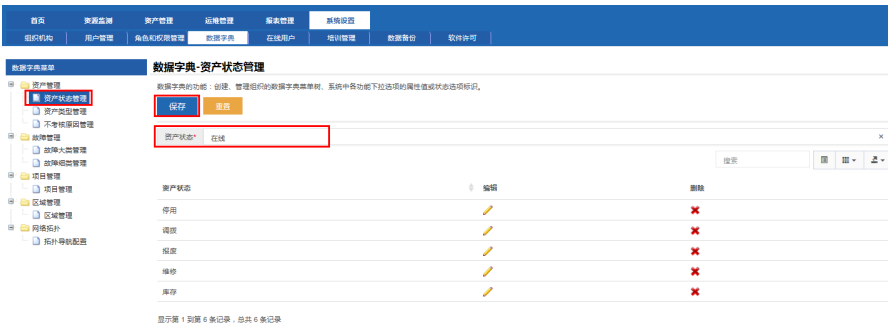 首页 资源监测 资产管理 运维管理 报表管理 系统设置
组织机构 用户管理 角色和权限管理 数据字典 在线用户 培训管理 数据备份 软件许可
数据字典菜单
资产管理
资产状态管理
资产类型管理
不考核原因管理
故障管理
故障大类管理
故障细类管理
项目管理
项目管理
区域管理
区域管理
网络拓扑
拓扑导航配置
数据字典-资产状态管理
数据字典的功能：创建、管理组织的数据字典菜单树、系统中各功能下拉选项的属性值或状态选项标识。
保存 重置
资产状态* 在线 ×
搜索
资产状态 编辑 删除
停用
调拨
报废
维修
库存
显示第 1 到第 6 条记录，总共 6 条记录